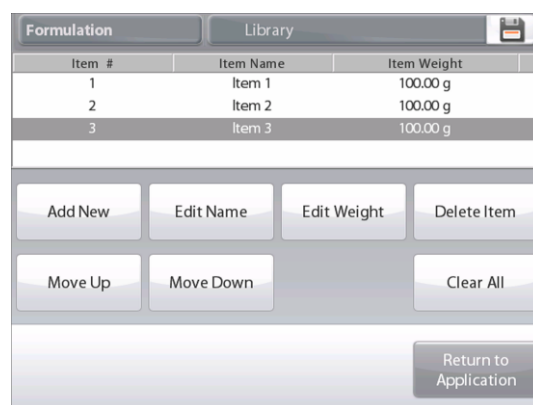 Formulation Library
Item # Item Name Item Weight
1 Item 1 100.00 g
2 Item 2 100.00 g
3 Item 3 100.00 g
Add New Edit Name Edit Weight Delete Item
Move Up Move Down Clear All
Return to
Application